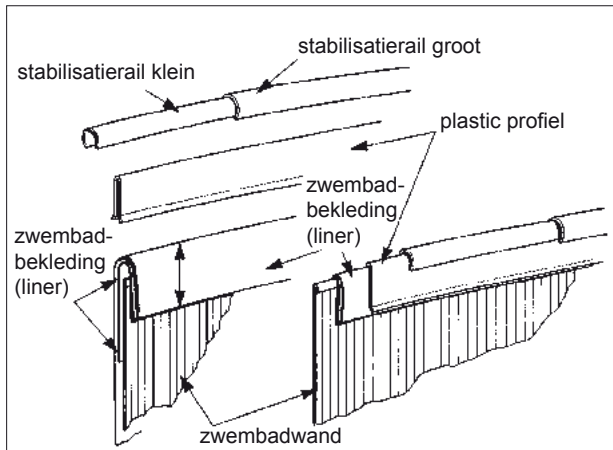 stabilisatierail groot
stabilisatierail klein
plastic profiel
zwembad-
bekleding
(liner)
zwembad-
bekleding
(liner)
zwembadwand